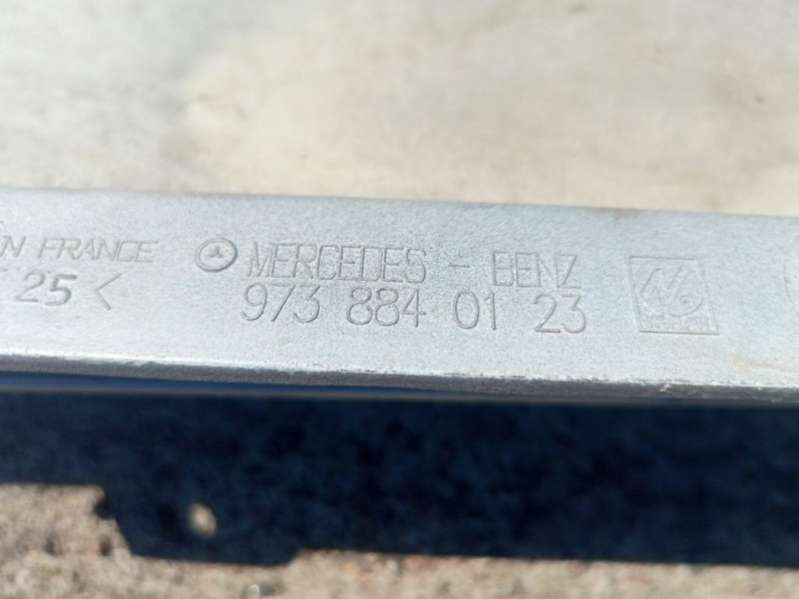 N FRANCE
MERCEDES - BENZ
25 <
973 884 01 23